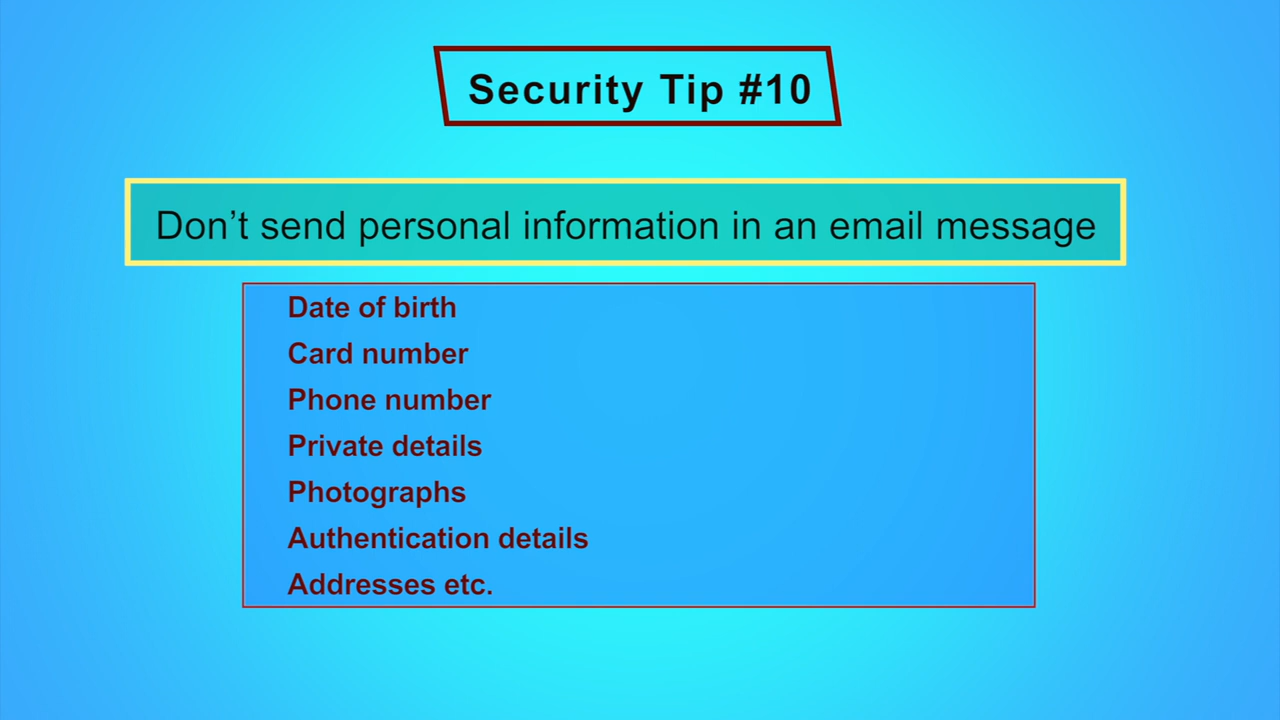 Security Tip #10
Don’t send personal information in an email message
Date of birth
Card number
Phone number
Private details
Photographs
Authentication details
Addresses etc.